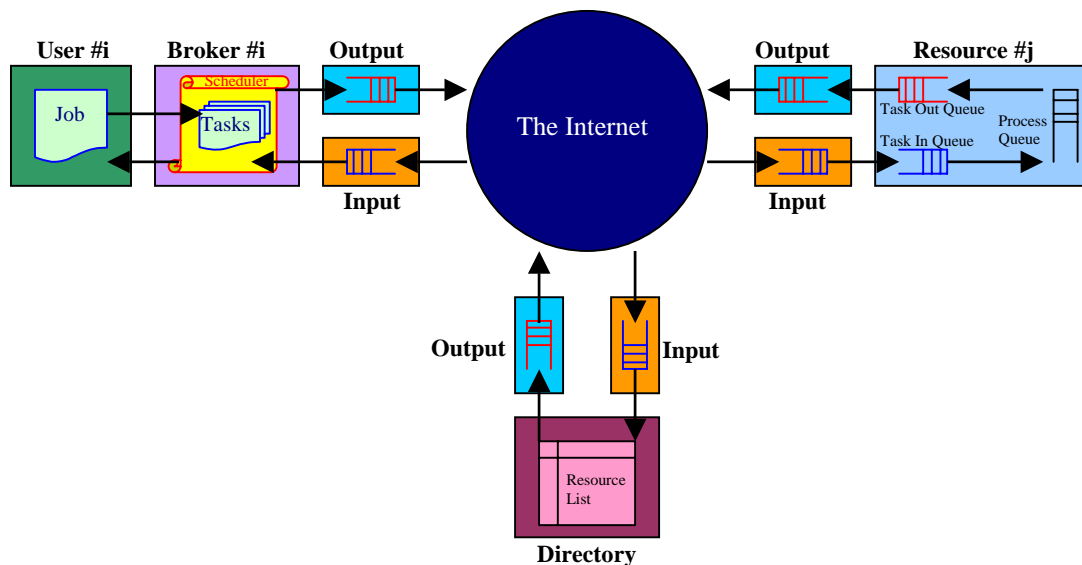 User #i
Broker #i
Output
Output
Resource #j
Scheduler
Job
Tasks
The Internet
Task Out Queue
Process
Queue
Task In Queue
Input
Input
Output
Input
Resource
List
Directory